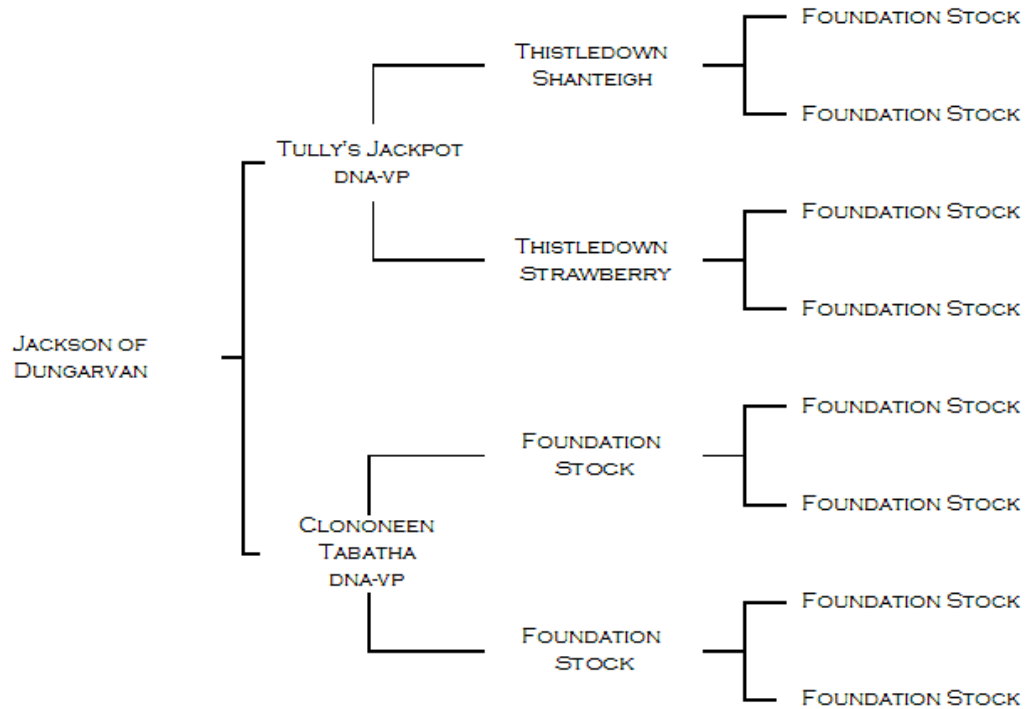 Foundation Stock
Thistledown
Shanteigh
Foundation Stock
Tully's Jackpot
DNA-VP
Foundation Stock
Thistledown
Strawberry
Foundation Stock
Jackson of
Dungarvan
Foundation Stock
Foundation
Stock
Foundation Stock
Clononeen
Tabatha
DNA-VP
Foundation Stock
Foundation
Stock
Foundation Stock